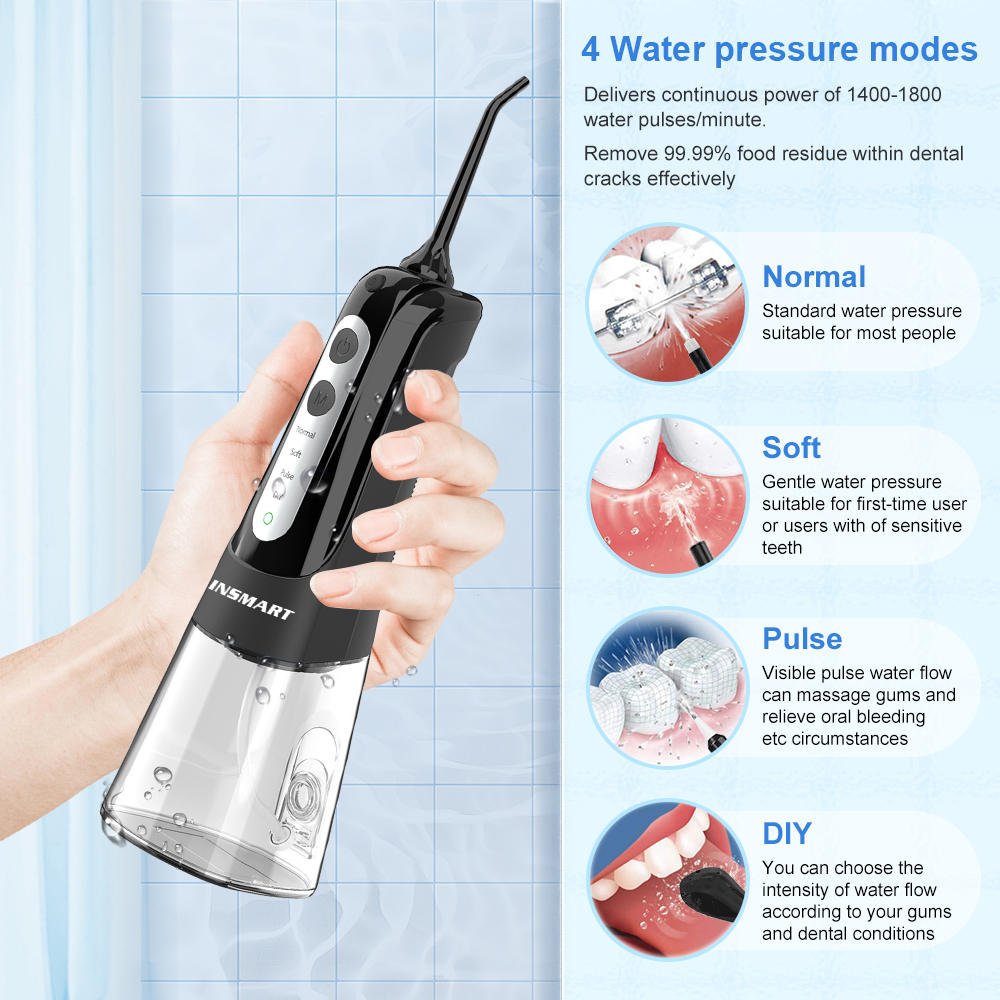 4 Water pressure modes
Delivers continuous power of 1400-1800
water pulses/minute.
Remove 99.99% food residue within dental
cracks effectively
Normal
Standard water pressure
suitable for most people
Soft
Gentle water pressure
suitable for first-time user
or users with of sensitive
teeth
Pulse
Visible pulse water flow
can massage gums and
relieve oral bleeding
etc circumstances
DIY
You can choose the
intensity of water flow
according to your gums
and dental conditions
M
Normal
Soft
Pulse
INSMART